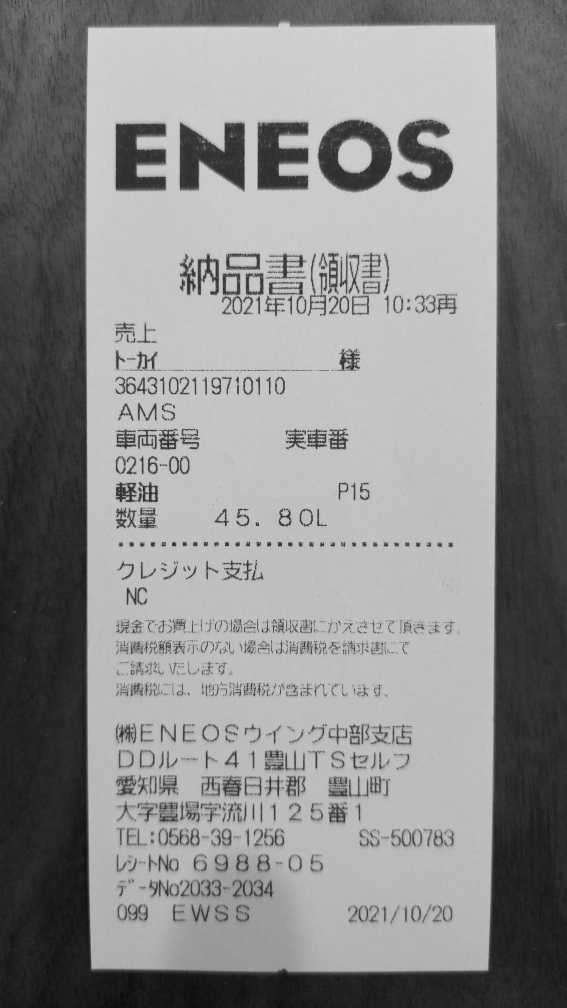 ENEOS
納品書(領収書)
2021年10月20日 10:33再
売上
ﾄｰｶｲ 様
3643102119710110
ＡＭＳ
車両番号 実車番
0216-00
軽油 P15
数量 ４５．８０Ｌ
クレジット支払
NC
現金でお買上げの場合は領収書にかえさせて頂きます。
消費税額表示のない場合は消費税を請求書にて
ご請求いたします。
消費税には、地方消費税が含まれています。
㈱ＥＮＥＯＳウイング中部支店
ＤＤルート４１豊山ＴＳセルフ
愛知県 西春日井郡 豊山町
大字豊場字流川１２５番１
TEL:0568-39-1256 SS-500783
ﾚｼｰﾄNo ６９８８-０５
ﾃﾞｰﾀNo2033-2034
099 ＥＷＳＳ 2021/10/20